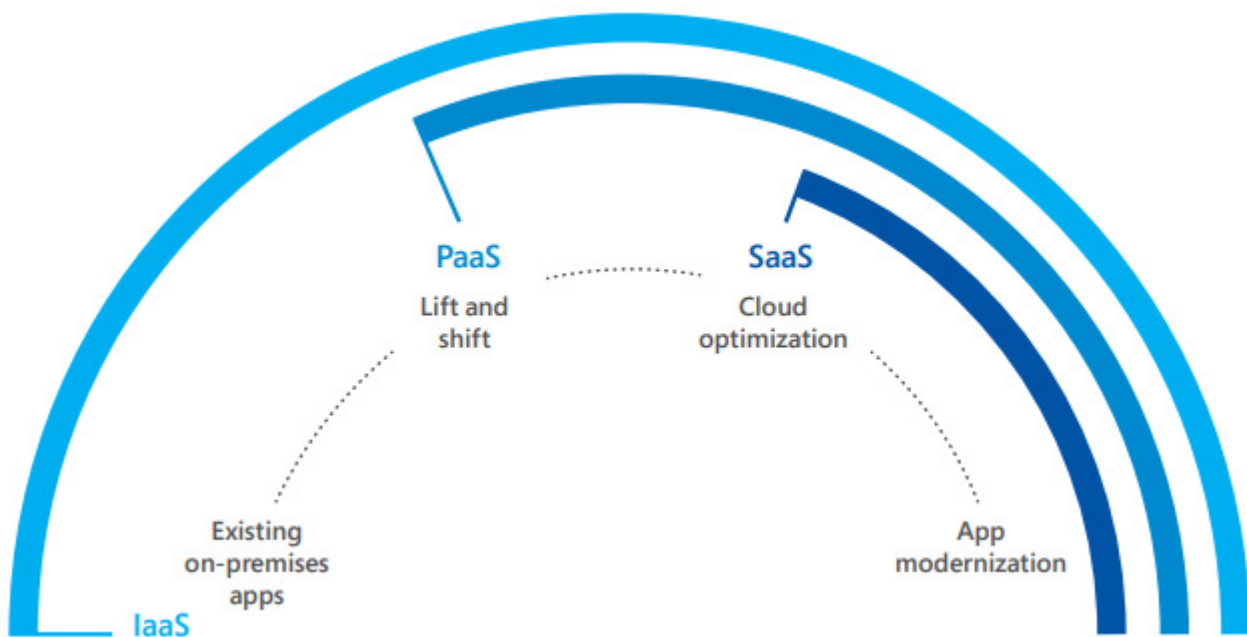 PaaS
Lift and
shift
SaaS
Cloud
optimization
Existing
on-premises
apps
IaaS
App
modernization